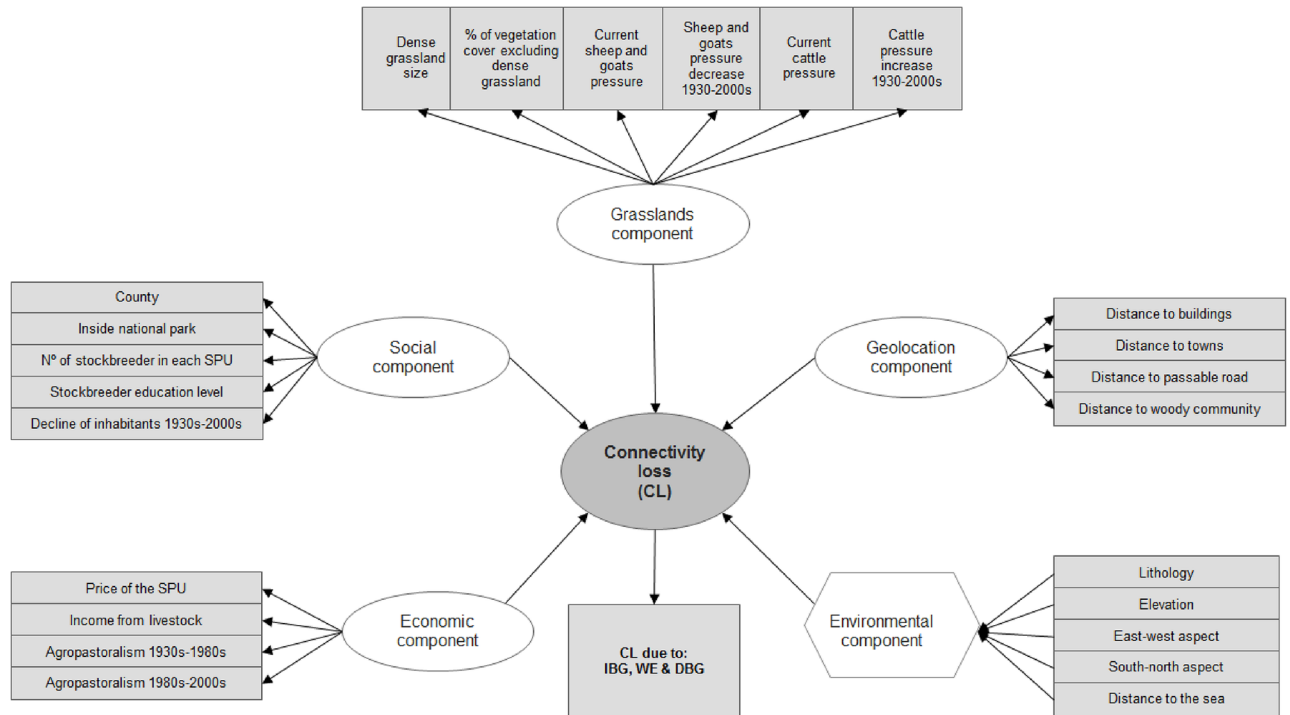 Dense
grassland
size
% of vegetation
cover excluding
dense
grassland
Current
sheep and
goats
pressure
Sheep and
goats
pressure
decrease
1930-2000s
Current
cattle
pressure
Cattle
pressure
increase
1930-2000s
Grasslands
component
County
Inside national park
Nº of stockbreeder in each SPU
Stockbreeder education level
Decline of inhabitants 1930s-2000s
Social
component
Geolocation
component
Distance to buildings
Distance to towns
Distance to passable road
Distance to woody community
Connectivity
loss
(CL)
Price of the SPU
Income from livestock
Agropastoralism 1930s-1980s
Agropastoralism 1980s-2000s
Economic
component
CL due to:
IBG, WE & DBG
Environmental
component
Lithology
Elevation
East-west aspect
South-north aspect
Distance to the sea